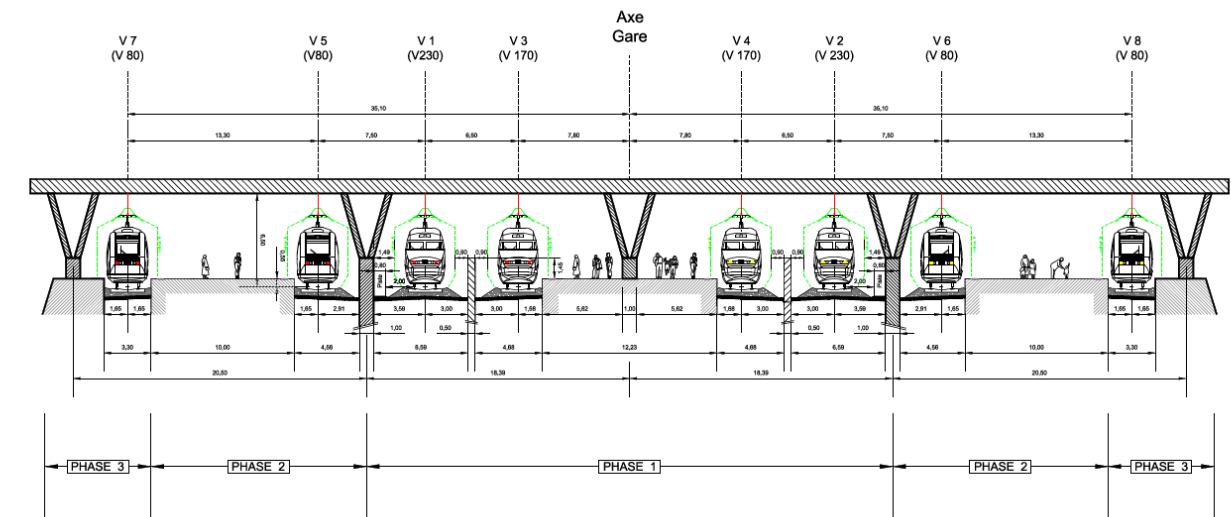 Axe
Gare
V 7
(V 80)
V 5
(V80)
V 1
(V230)
V 3
(V 170)
V 4
(V 170)
V 2
(V 230)
V 6
(V 80)
V 8
(V 80)
35,10 35,10
13,30 7,50 6,50 7,80 7,80 6,50 7,50 13,30
1,49 0,90 0,90 0,90 0,90 1,49
0,80 1,45 0,80
6,50 0,55
Pile 2,00 2,00 Pile
1,65 1,65 1,65 2,91 3,59 3,00 3,00 1,68 5,62 1,00 5,62 1,68 3,00 3,00 3,59 2,91 1,65 1,65 1,65
1,00 0,50 0,50 1,00
3,30 10,00 4,56 6,59 4,68 12,23 4,68 6,59 4,56 10,00 3,30
20,50 18,39 18,39 20,50
PHASE 3 PHASE 2 PHASE 1 PHASE 2 PHASE 3